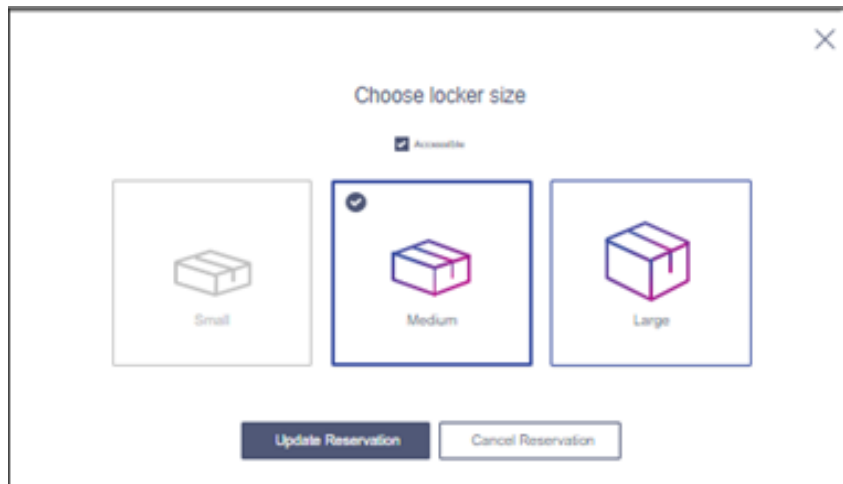 Choose locker size
Accessible
Small
Medium
Large
Update Reservation
Cancel Reservation